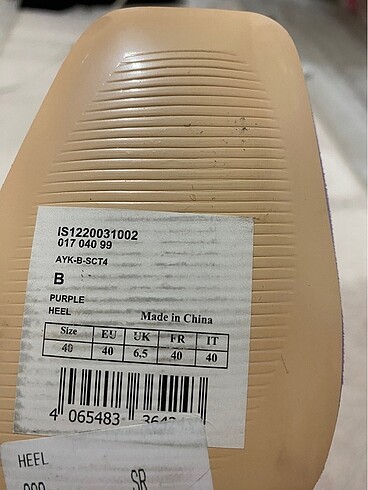 IS1220031002
017 040 99
AYK-B-SCT4
B
PURPLE
HEEL
Made in China
Size EU UK FR IT
40 40 6,5 40 40
4 065483
HEEL
SR